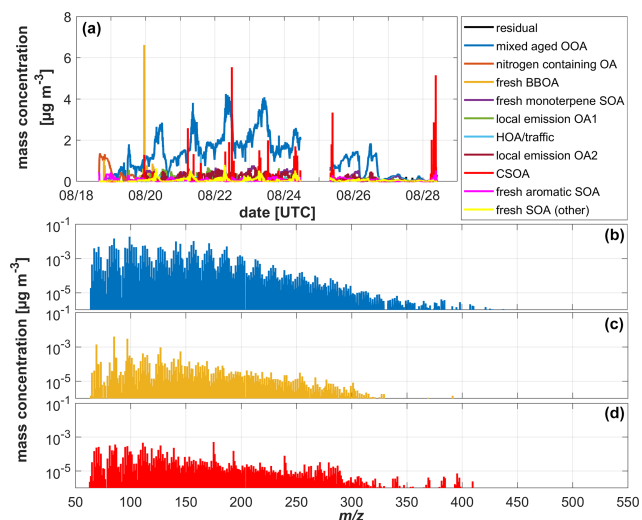 (a)
mass concentration
[µg m⁻³]
8
6
4
2
0
08/18 08/20 08/22 08/24 08/26 08/28
date [UTC]
residual
mixed aged OOA
nitrogen containing OA
fresh BBOA
fresh monoterpene SOA
local emission OA1
HOA/traffic
local emission OA2
CSOA
fresh aromatic SOA
fresh SOA (other)
mass concentration [µg m⁻³]
(b)
10⁻¹
10⁻³
10⁻⁵
10⁻¹
(c)
10⁻³
10⁻⁵
10⁻¹
(d)
10⁻³
10⁻⁵
50 100 150 200 250 300 350 400 450 500 550
m/z